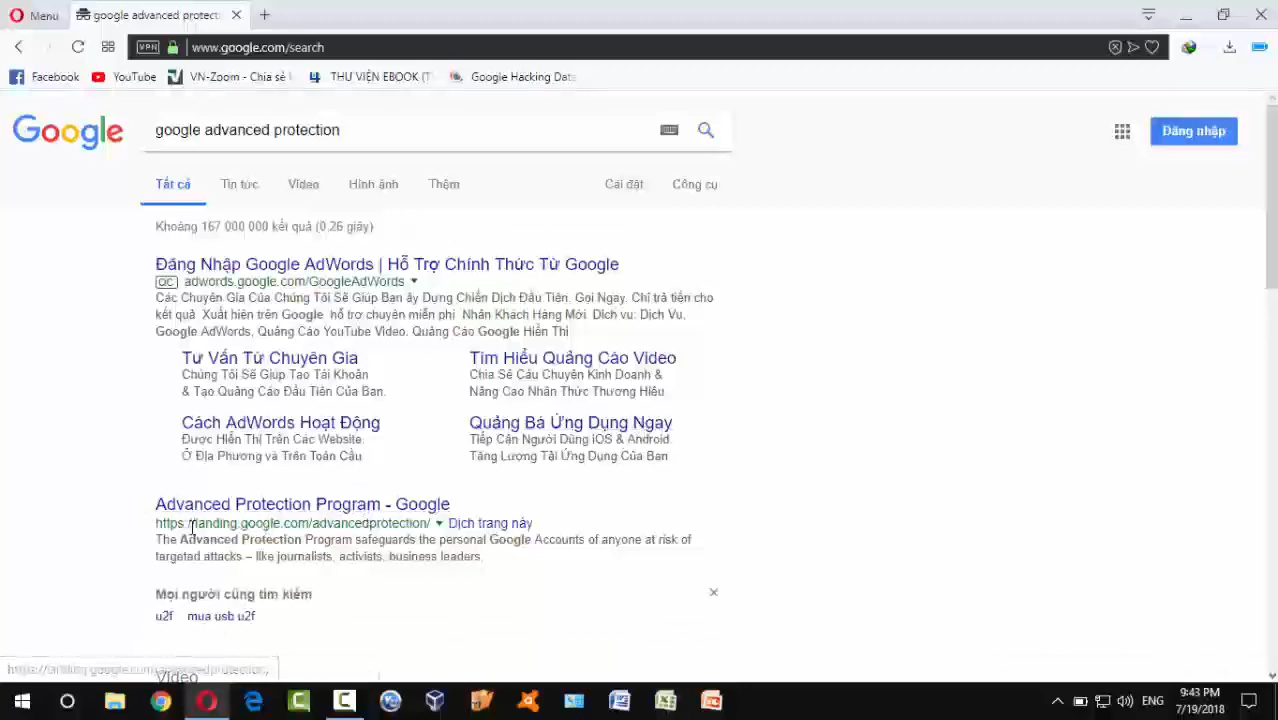 Menu
google advanced protecti
VPN
www.google.com/search
Facebook
YouTube
VN-Zoom - Chia sẻ
THƯ VIỆN EBOOK (T
Google Hacking Data
Google
google advanced protection
Đăng nhập
Tất cả
Tin tức
Video
Hình ảnh
Thêm
Cài đặt
Công cụ
Khoảng 167 000 000 kết quả (0.26 giây)
Đăng Nhập Google AdWords | Hỗ Trợ Chính Thức Từ Google
QC adwords.google.com/GoogleAdWords
Các Chuyên Gia Của Chúng Tôi Sẽ Giúp Bạn ây Dựng Chiến Dịch Đầu Tiên. Gọi Ngay. Chỉ trả tiền cho
kết quả Xuất hiện trên Google hỗ trợ chuyên miễn phí Nhân Khách Hàng Mới. Dịch vụ: Dịch Vụ,
Google AdWords, Quảng Cáo YouTube Video, Quảng Cáo Google Hiển Thị
Tư Vấn Từ Chuyên Gia
Chúng Tôi Sẽ Giúp Tạo Tài Khoản
& Tạo Quảng Cáo Đầu Tiên Của Bạn.
Tìm Hiểu Quảng Cáo Video
Chia Sẻ Câu Chuyện Kinh Doanh &
Nâng Cao Nhận Thức Thương Hiệu
Cách AdWords Hoạt Động
Được Hiển Thị Trên Các Website
Ở Địa Phương và Trên Toàn Cầu
Quảng Bá Ứng Dụng Ngay
Tiếp Cận Người Dùng iOS & Android
Tăng Lượng Tải Ứng Dụng Của Bạn
Advanced Protection Program - Google
https://landing.google.com/advancedprotection/ Dịch trang này
The Advanced Protection Program safeguards the personal Google Accounts of anyone at risk of
targeted attacks – like journalists, activists, business leaders.
Mọi người cũng tìm kiếm
u2f mua usb u2f
Video
ENG
9:43 PM
7/19/2018